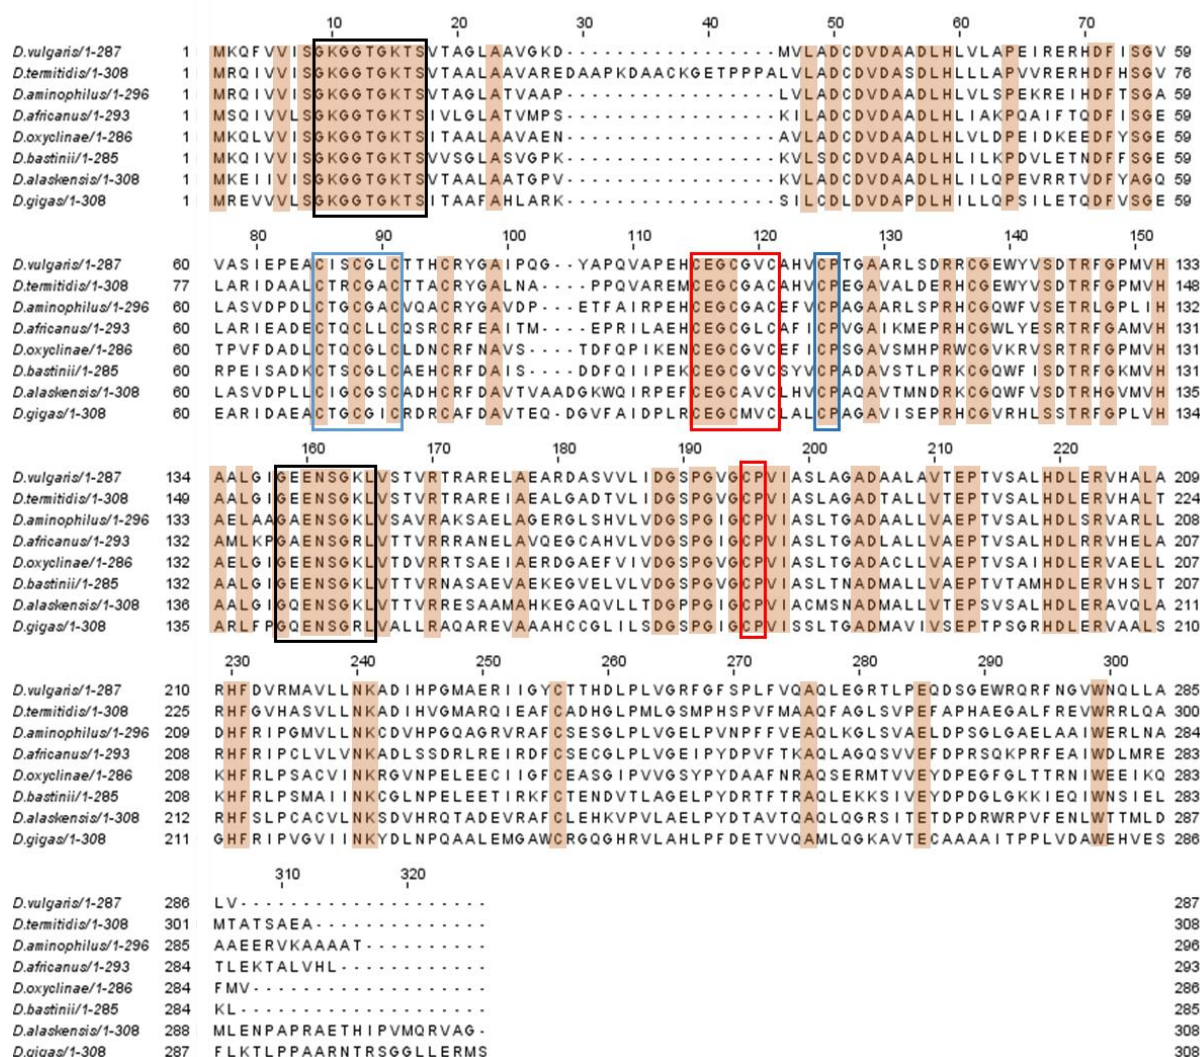 10 20 30 40 50 60 70
D.vulgaris/1-287 1 MKQFVVISGKGGTGKTSVTAGLAAVGKD-----------------MVLADCDVDAADLHLVLAPEIRERHDFISGV 59
D.termitidis/1-308 1 MRQIVVISGKGGTGKTSVTAALAAVAREDAAPKDAACKGETPPPALVLADCDVDASDLHLLLAPVVRERHDFHSGV 76
D.aminophilus/1-296 1 MRQIVVISGKGGTGKTSVTAGLATVAAP-----------------LVLADCDVDAADLHLVLSPEKREIHDFTSGA 59
D.africanus/1-293 1 MSQIVVLSGKGGTGKTSIVLGLATVMPS-----------------KILADCDVDAADLHLIAKPQAIFTQDFISGE 59
D.oxyclinae/1-286 1 MKQLVVISGKGGTGKTSITAALAAVAEN-----------------AVLADCDVDAADLHLVLDPEIDKEEDFYSGE 59
D.bastinii/1-285 1 MKQIVVISGKGGTGKTSVVSGLASVGPK-----------------KVLSDCDVDAADLHLILKPDVLETNDFFSGE 59
D.alaskensis/1-308 1 MKEIIVISGKGGTGKTSVTAALAATGPV-----------------KVLADCDVDAADLHLILQPEVRRTVDFYAGQ 59
D.gigas/1-308 1 MREVVVLSGKGGTGKTSITAAFAHLARK-----------------SILCDLDVDAPDLHILLQPSILETQDFVSGE 59
80 90 100 110 120 130 140 150
D.vulgaris/1-287 60 VASIEPEACISCGLCTTHCRYGAIPQG--YAPQVAPEHCEGCGVCAHVCPTGAARLSDRRCGEWYVSDTRFGPMVH 133
D.termitidis/1-308 77 LARIDAALCTRCGACTTACRYGALNA----PPQVAREMCEGCGACAHVCPEGAVALDERHCGEWYVSDTRFGPMVH 148
D.aminophilus/1-296 60 LASVDPDLCTGCGACVQACRYGAVDP---ETFAIRPEHCEGCGACEFVCPAGAARLSPRHCGQWFVSETRLGPLIH 132
D.africanus/1-293 60 LARIEADECTQCLLCQSRCRFEAITM----EPRILAEHCEGCGLCAFICPVGAIKMEPRHCGWLYESRTRFGAMVH 131
D.oxyclinae/1-286 60 TPVFDADLCTQCGLCLDNCRFNAVS----TDFQPIKENCEGCGVCEFICPSGAVSMHPRWCGVKRVSRTRFGPMVH 131
D.bastinii/1-285 60 RPEISADKCTSCGLCAEHCRFDAIS----DDFQIIPEKCEGCGVCSYVCPADAVSTLPRKCGQWFISDTRFGKMVH 131
D.alaskensis/1-308 60 LASVDPLLCTIGCGSCADHCRFDAVTVAADGKWQIRPEFCEGCAVCLHVCPAQAVTMNDRRCGQWFVSDTRHGPMVH 135
D.gigas/1-308 60 EARIDAEACTGCGICRDRCAFDAVTEQ-DGVFAIDPLRCEGCMVCLALCPAGAVISEPRHCGVRHLSSTRFGPLVH 134
160 170 180 190 200 210 220
D.vulgaris/1-287 134 AALGIGEENSGKLVSTVRTRARELAEARDASVVLIDGSPGVGCPVIASLAGADAALAVTEPTVSALHDLERVHALA 209
D.termitidis/1-308 149 AALGIGEENSGKLVSTVRTRAREIAEALGADTVLIDGSPGVGCPVIASLAGADTALLVTEPTVSALHDLERVHALT 224
D.aminophilus/1-296 133 AELAAGAENSGKLVSAVRAKSAELAGERGLSHVLVDGSPGIGCPVIASLTGADAALLVAEPTVSALHDLSRVARLL 208
D.africanus/1-293 132 AMLKPGAENSGRLVTTVRRRANELAVQEGCAHVLVDGSPGIGCPVIASLTGADLALLVAEPTVSALHDLRRVHELA 207
D.oxyclinae/1-286 132 AELGIGEENSGKLVTDVRRTSAEIAERDGAEFVIVDGSPGVGCPVIASLTGADACLLVAEPTVSALHDLERVAELI 207
D.bastinii/1-285 132 AALGIGEENSGKLVTTVRNASAEVAEKEGVELVLVDGSPGVGCPVIASLTNADMALLVAEPTVTAMHDLERVHSLT 207
D.alaskensis/1-308 136 AALGIGQENSGKLVTTVRRESAAMAHKEGAQVLLTDGPPGIGCPVIACMSNADMALLVTEPSVSALHDLERAVQLA 211
D.gigas/1-308 135 ARLFPGQENSGRLVALLRAQAREVAAAHCCGLILSDGSPGIGCPVISSLTGADMAVIVSEPTPSGRHDLERVAALS 210
230 240 250 260 270 280 290 300
D.vulgaris/1-287 210 RHFDVRMAVLLNKADIHPGMAERIIGYCTTHDLPLVGRFGFSPLFVQAQLEGRTLPEQDSGEWRQRFNGVWNQLLA 285
D.termitidis/1-308 225 RHFGVHASVLLNKADIHVGMARQIEAFCADHGLPMLGSMPHSPVFMAAQFAGLSVPEFAPHAEGALFREVWRRLQA 300
D.aminophilus/1-296 209 DHFRIPGMVLLNKCDVHPGQAGRVRAFCSESGLPLVGELPVNPFFVEAQKLGLSVAELDPSGLGAELAAIWERLNA 284
D.africanus/1-293 208 RHFRIPCLVLVNKADLSSDRLREIRDFCSECGLPLVGEIPYDPVFTKAQLAGQSVVEFDPRSQKPRFEAIWDLMRE 283
D.oxyclinae/1-286 208 KHFRLPSACVINKRGVNPELEECIIGFCEASGIPVVGSYPYDAAFNRAQSERMTVVEYDPEGFGLTTRNIWEEIKQ 283
D.bastinii/1-285 208 KHFRLPSMAIINKCGLNPELEETIRKFCTENDVTLAGELPYDRTFTRAQLEKKSIVEYDPDGLGKKIEQIWNSIEL 283
D.alaskensis/1-308 212 RHFSLPCACVLNKSDVHRQTADEVRAFCLEHKVPVLAELPYDTAVTQAQLQGRSITETDPDRWRPVFENLWTTMLD 287
D.gigas/1-308 211 GHFRIPVGVIINKYDLNPQAALEMGAWCRGQGHRVLAHLPFDETVVQAMLQGKAVTECAAAAITPPLVDAWEHVES 286
310 320
D.vulgaris/1-287 286 LV-------------------- 287
D.termitidis/1-308 301 MTATSAEA-------------- 308
D.aminophilus/1-296 285 AAEERVKAAAAT---------- 296
D.africanus/1-293 284 TLEKTALVHL------------ 293
D.oxyclinae/1-286 284 FMV------------------- 286
D.bastinii/1-285 284 KL-------------------- 285
D.alaskensis/1-308 288 MLENPAPRAETHIPVMQRVAG- 308
D.gigas/1-308 287 FLKTLPPAARNTRSGGLLERMS 308